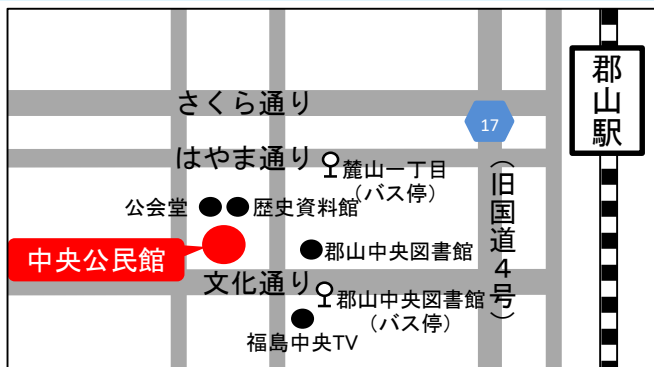 郡山駅
さくら通り
17
はやま通り
麓山一丁目
（バス停）
（旧国道４号）
公会堂
歴史資料館
中央公民館
郡山中央図書館
文化通り
郡山中央図書館
（バス停）
福島中央TV